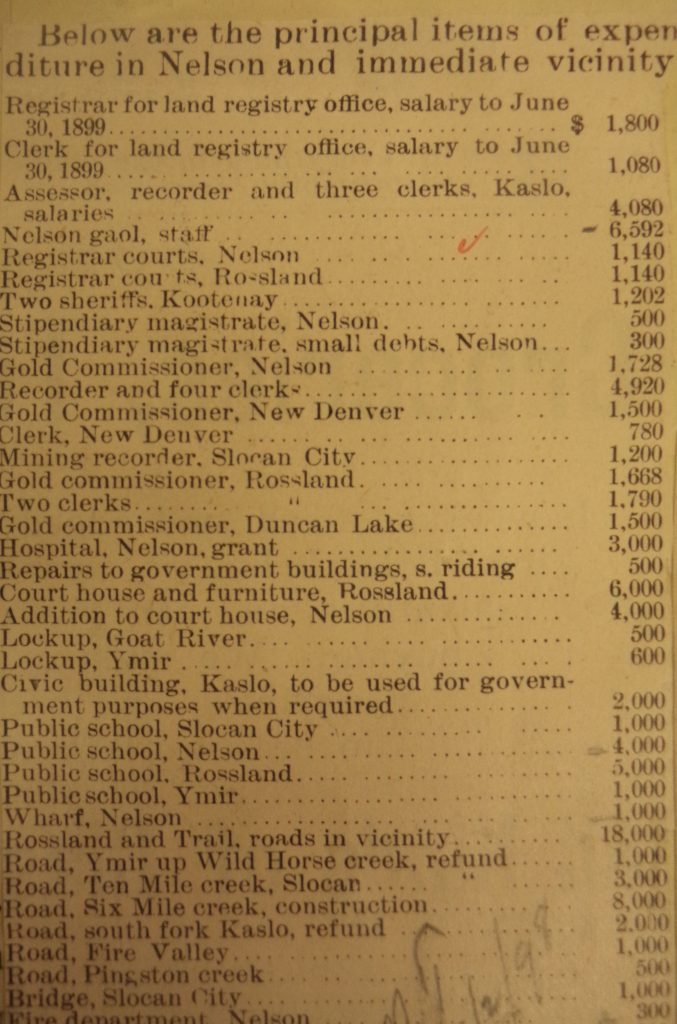 Below are the principal items of expen
diture in Nelson and immediate vicinity
Registrar for land registry office, salary to June
30, 1899 $ 1,800
Clerk for land registry office, salary to June
30, 1899 1,080
Assessor, recorder and three clerks, Kaslo,
salaries 4,080
Nelson gaol, staff 6,592
Registrar courts, Nelson 1,140
Registrar courts, Rossland 1,140
Two sheriffs, Kootenay 1,202
Stipendiary magistrate, Nelson 500
Stipendiary magistrate, small debts, Nelson 300
Gold Commissioner, Nelson 1,728
Recorder and four clerks 4,920
Gold Commissioner, New Denver 1,500
Clerk, New Denver 780
Mining recorder, Slocan City 1,200
Gold commissioner, Rossland 1,668
Two clerks " 1,790
Gold commissioner, Duncan Lake 1,500
Hospital, Nelson, grant 3,000
Repairs to government buildings, s. riding 500
Court house and furniture, Rossland 6,000
Addition to court house, Nelson 4,000
Lockup, Goat River 500
Lockup, Ymir 600
Civic building, Kaslo, to be used for govern-
ment purposes when required 2,000
Public school, Slocan City 1,000
Public school, Nelson 4,000
Public school, Rossland 5,000
Public school, Ymir 1,000
Wharf, Nelson 1,000
Rossland and Trail, roads in vicinity 18,000
Road, Ymir up Wild Horse creek, refund 1,000
Road, Ten Mile creek, Slocan " 3,000
Road, Six Mile creek, construction 8,000
Road, south fork Kaslo, refund 2,000
Road, Fire Valley 1,000
Road, Pingston creek 500
Bridge, Slocan City 1,000
Fire department, Nelson 300